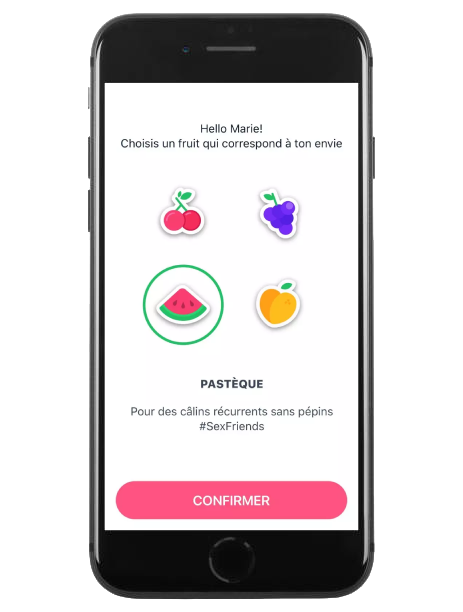 Hello Marie!
Choisis un fruit qui correspond à ton envie
PASTÈQUE
Pour des câlins récurrents sans pépins
#SexFriends
CONFIRMER